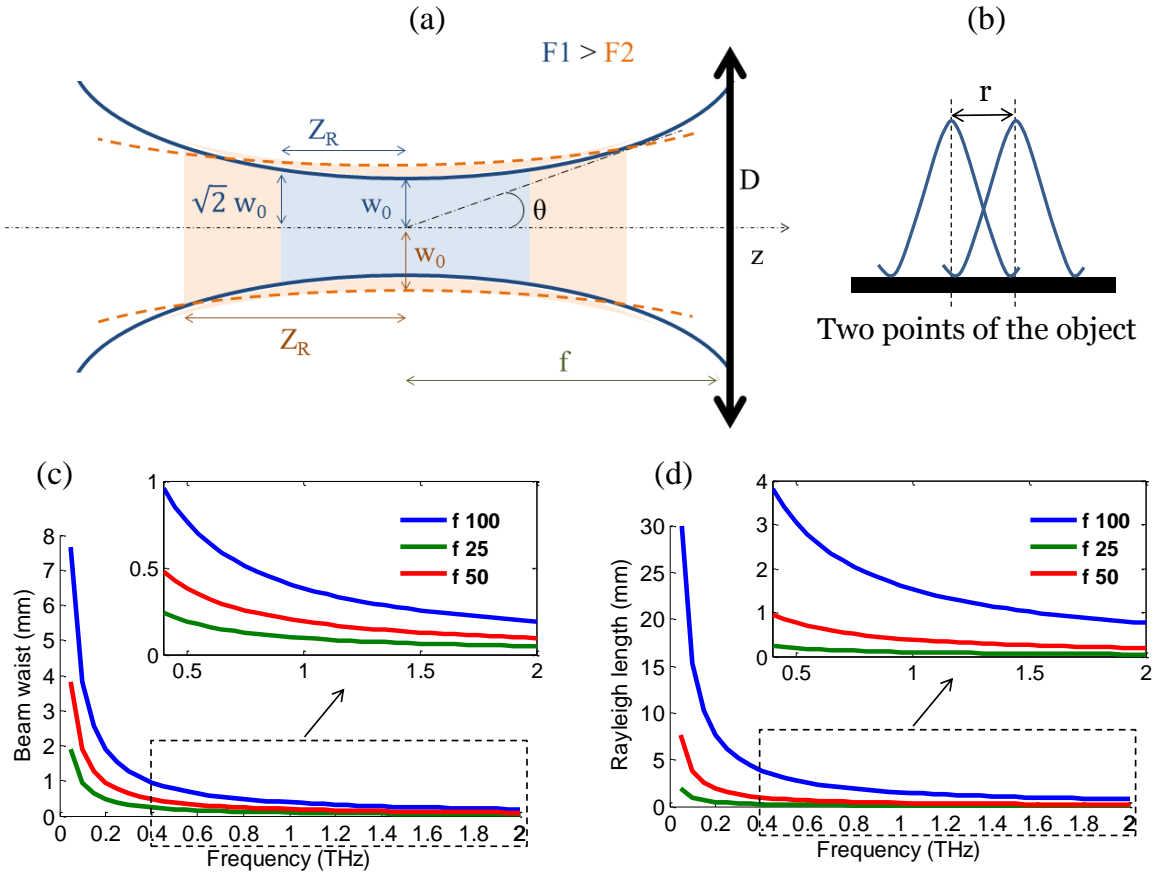 (a)
(b)
F1 > F2
r
Z_R
D
√2 w_0
w_0
θ
z
w_0
Z_R
f
Two points of the object
(c)
Beam waist (mm)
8
7
6
5
4
3
2
1
0
0 0.2 0.4 0.6 0.8 1 1.2 1.4 1.6 1.8 2
Frequency (THz)
1
0.5
0
0.5 1 1.5 2
f 100
f 25
f 50
(d)
Rayleigh length (mm)
30
25
20
15
10
5
0
0 0.2 0.4 0.6 0.8 1 1.2 1.4 1.6 1.8 2
Frequency (THz)
4
3
2
1
0
0.5 1 1.5 2
f 100
f 25
f 50